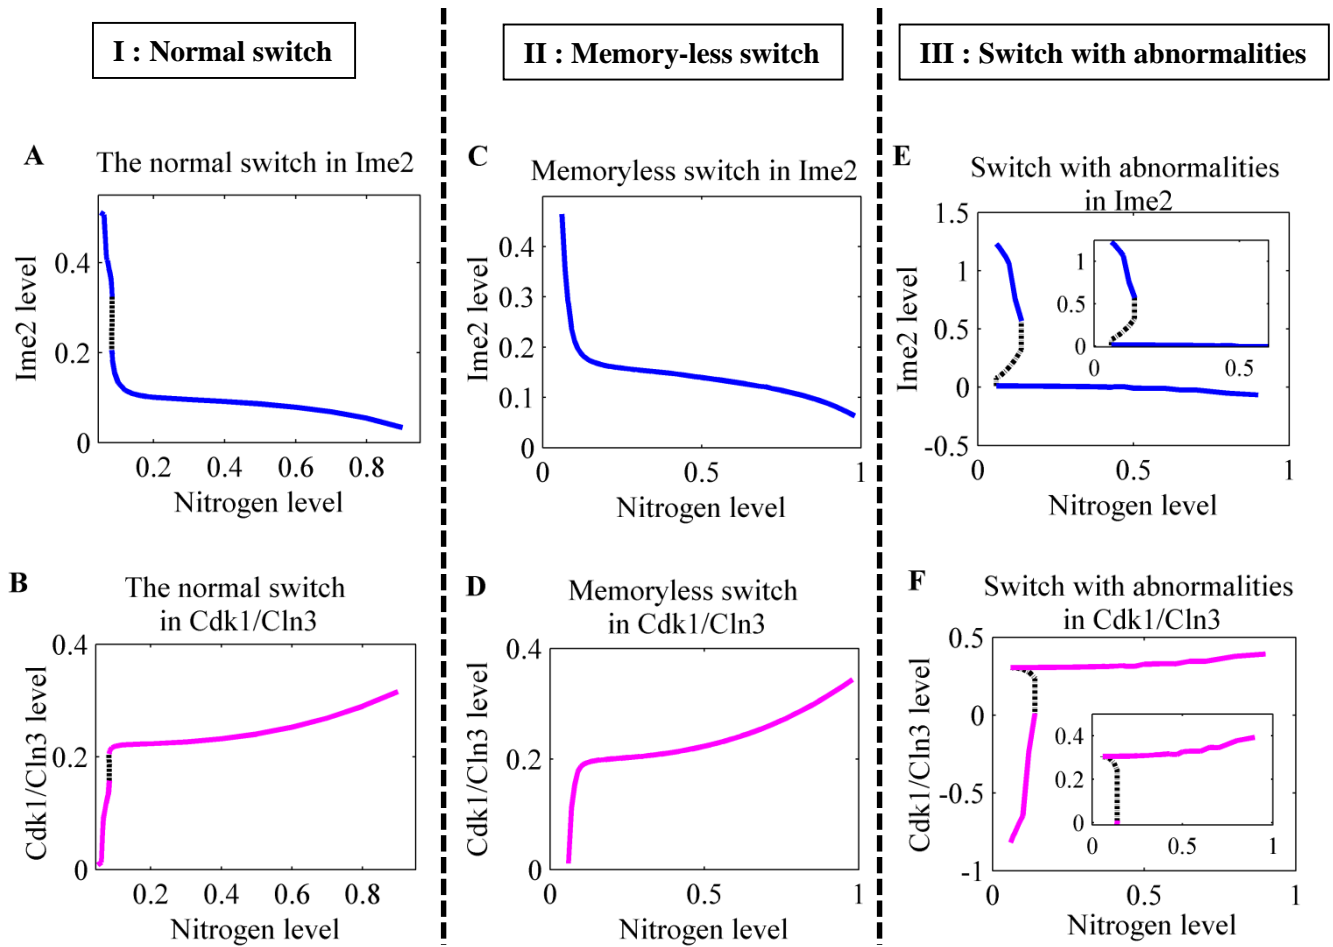 I : Normal switch
II : Memory-less switch
III : Switch with abnormalities
A
The normal switch in Ime2
Ime2 level
0.4
0.2
0
0.2
0.4
0.6
0.8
Nitrogen level
B
The normal switch
in Cdk1/Cln3
Cdk1/Cln3 level
0.4
0.2
0
0.2
0.4
0.6
0.8
Nitrogen level
C
Memoryless switch in Ime2
Ime2 level
0.4
0.3
0.2
0.1
0
0
0.5
1
Nitrogen level
D
Memoryless switch
in Cdk1/Cln3
Cdk1/Cln3 level
0.4
0.2
0
0
0.5
1
Nitrogen level
E
Switch with abnormalities
in Ime2
Ime2 level
1.5
1
0.5
0
-0.5
0
0.5
1
1
0.5
0
0
0.5
Nitrogen level
F
Switch with abnormalities
in Cdk1/Cln3
Cdk1/Cln3 level
0.5
0
-0.5
-1
0
0.5
1
0.4
0.2
0
0
0.5
1
Nitrogen level